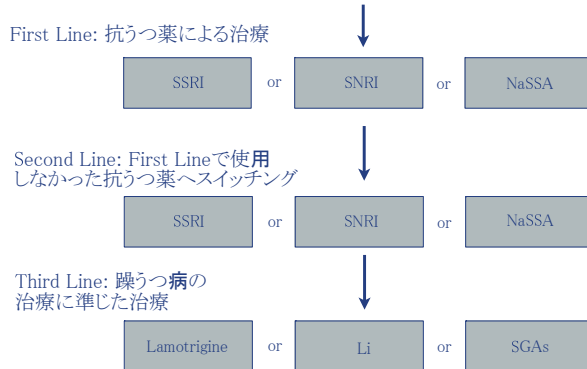 First Line: 抗うつ薬による治療
SSRI or SNRI or NaSSA
Second Line: First Lineで使用
しなかった抗うつ薬へスイッチング
SSRI or SNRI or NaSSA
Third Line: 躁うつ病の
治療に準じた治療
Lamotrigine or Li or SGAs